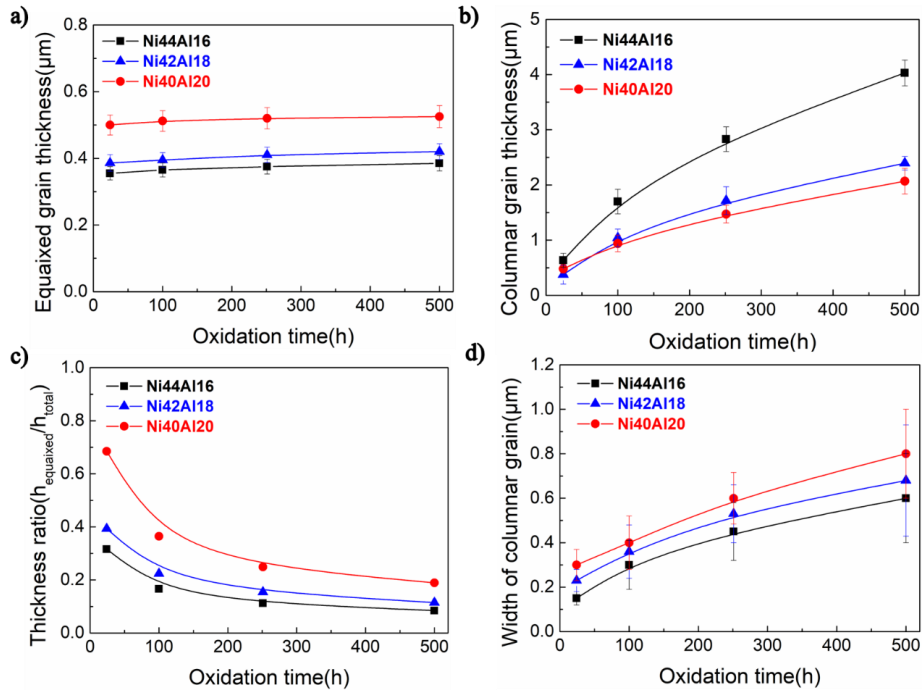 a)
Equaixed grain thickness(μm)
0.8
0.6
0.4
0.2
0.0
Ni44Al16
Ni42Al18
Ni40Al20
0 100 200 300 400 500
Oxidation time(h)
b)
Columnar grain thickness(μm)
5
4
3
2
1
0
Ni44Al16
Ni42Al18
Ni40Al20
0 100 200 300 400 500
Oxidation time(h)
c)
Thickness ratio(hequaixed/htotal)
1.0
0.8
0.6
0.4
0.2
0.0
Ni44Al16
Ni42Al18
Ni40Al20
0 100 200 300 400 500
Oxidation time(h)
d)
Width of columnar grain(μm)
1.2
1.0
0.8
0.6
0.4
0.2
0.0
Ni44Al16
Ni42Al18
Ni40Al20
0 100 200 300 400 500
Oxidation time(h)